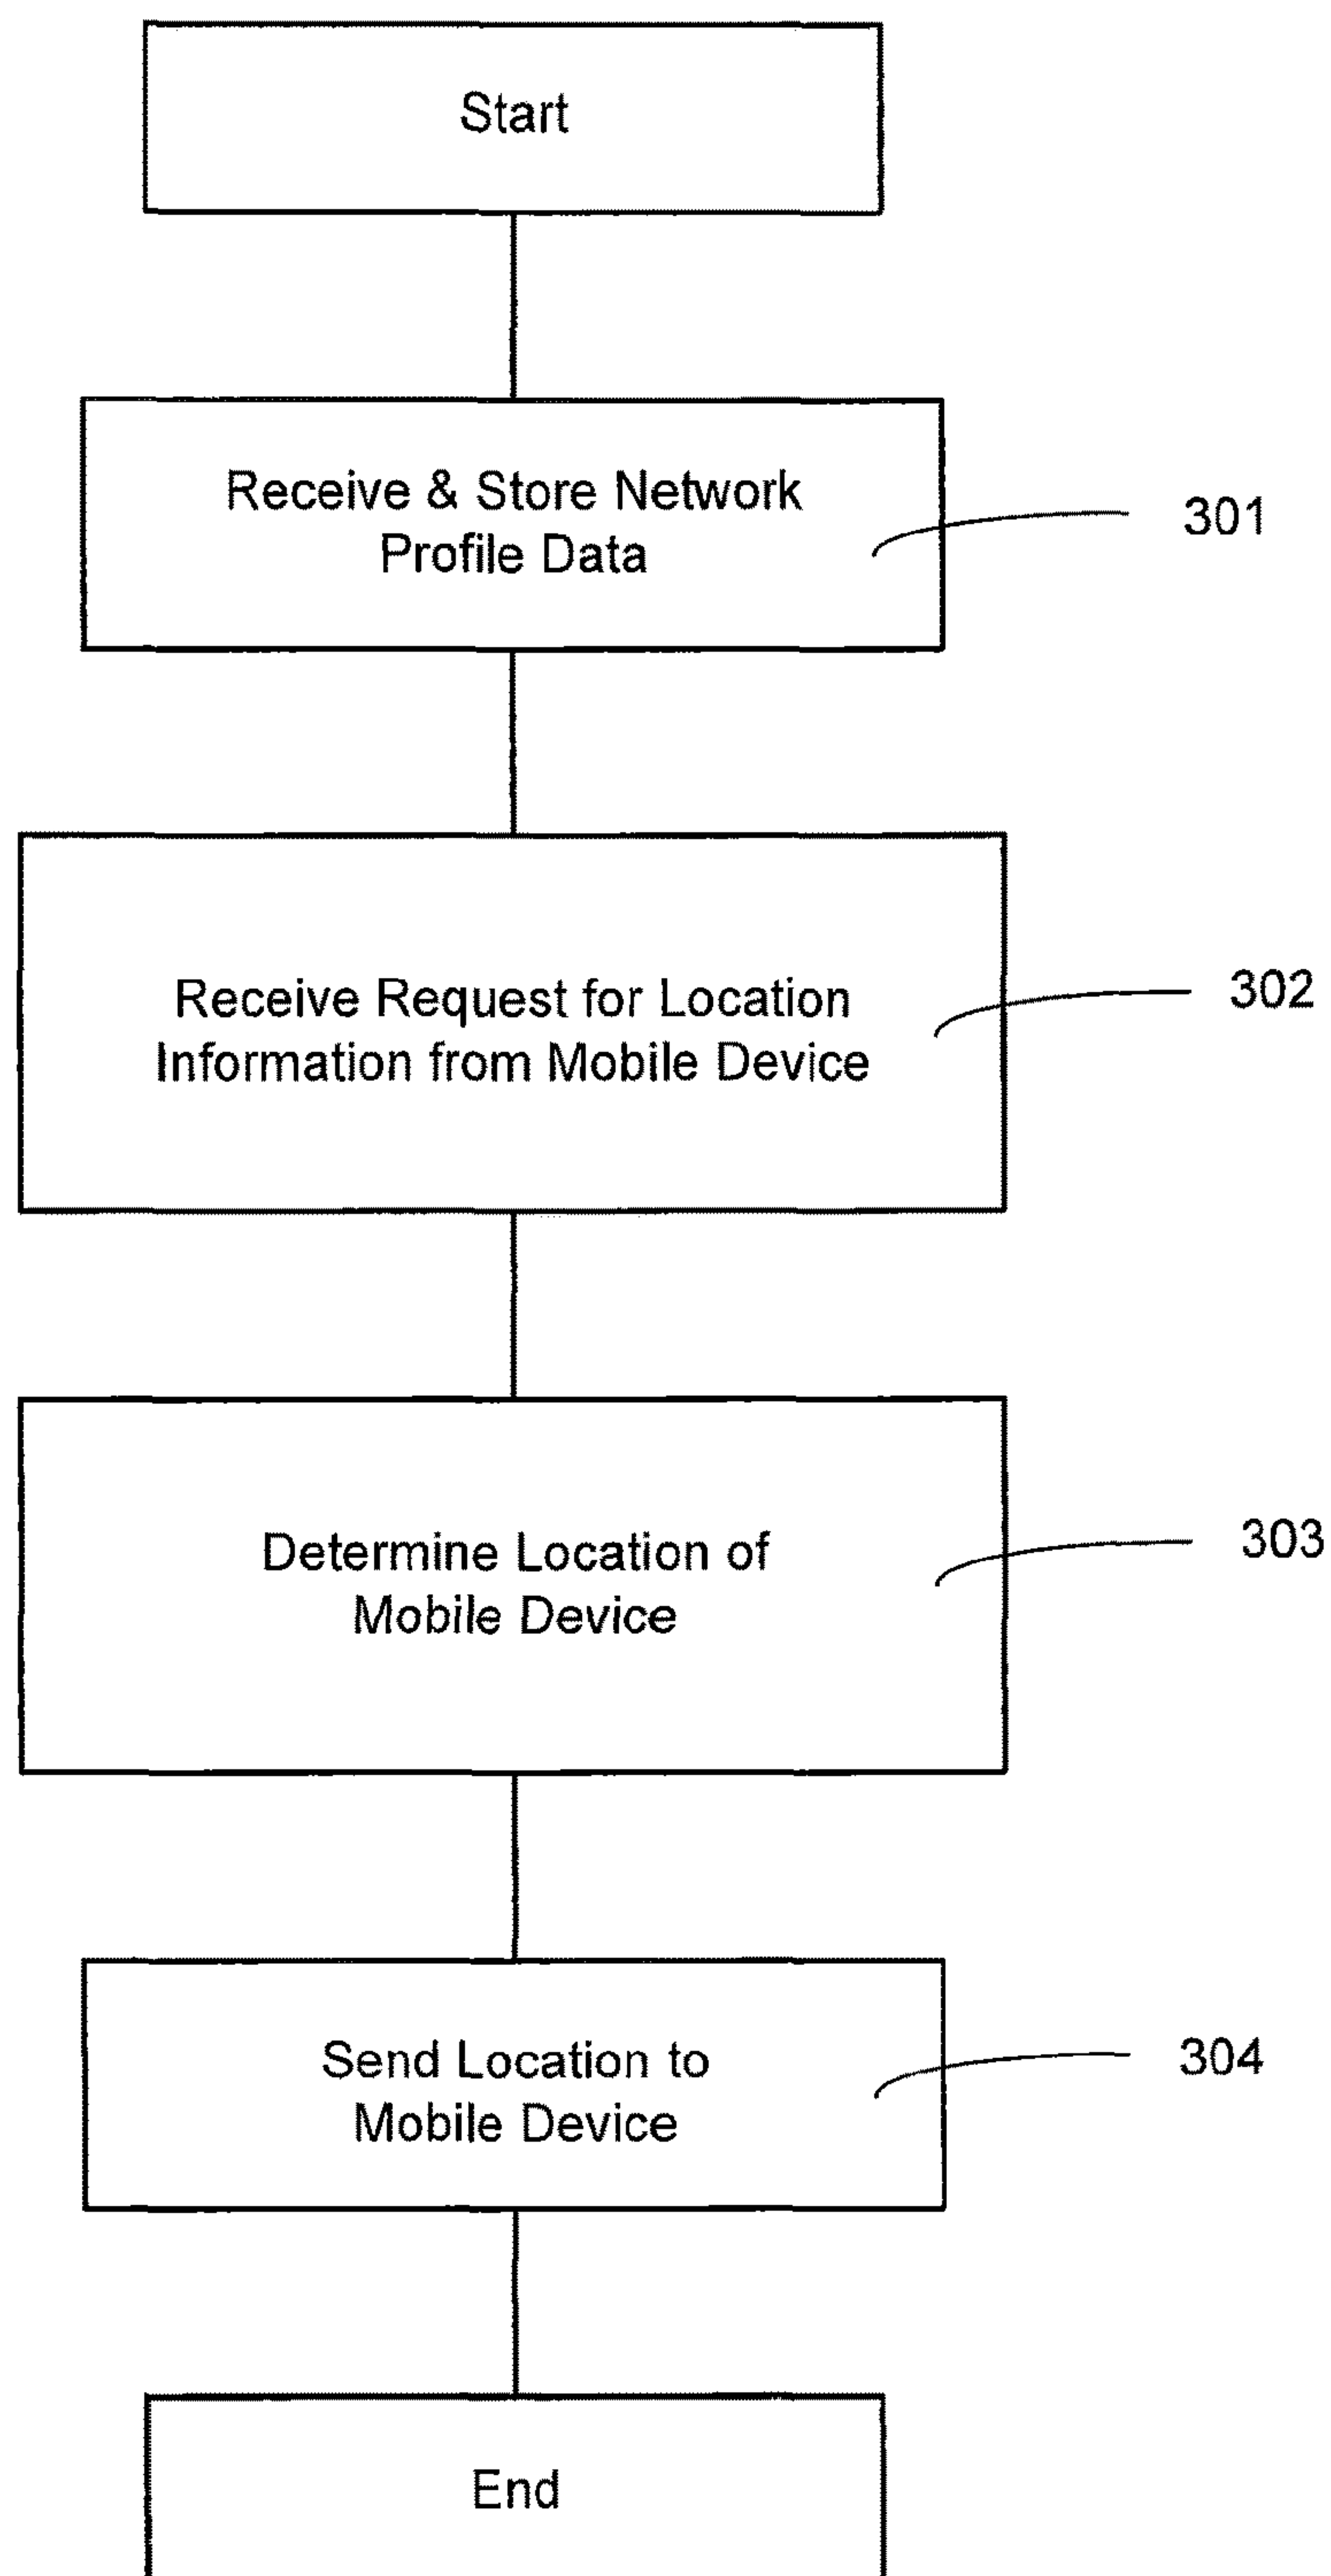 Start
Receive & Store Network
Profile Data
301
Receive Request for Location
Information from Mobile Device
302
Determine Location of
Mobile Device
303
Send Location to
Mobile Device
304
End